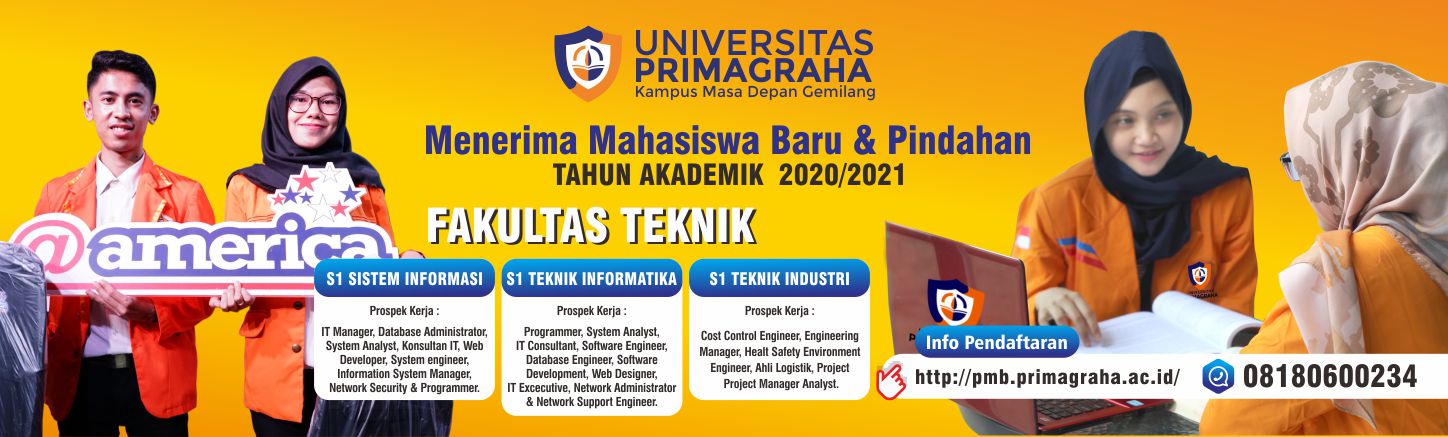 UNIVERSITAS
PRIMAGRAHA
Kampus Masa Depan Gemilang
Menerima Mahasiswa Baru & Pindahan
TAHUN AKADEMIK 2020/2021
@america
FAKULTAS TEKNIK
S1 SISTEM INFORMASI
Prospek Kerja :
IT Manager, Database Administrator,
System Analyst, Konsultan IT, Web
Developer, System engineer,
Information System Manager,
Network Security & Programmer.
S1 TEKNIK INFORMATIKA
Prospek Kerja :
Programmer, System Analyst,
IT Consultant, Software Engineer,
Database Engineer, Software
Development, Web Designer,
IT Excecutive, Network Administrator
& Network Support Engineer.
S1 TEKNIK INDUSTRI
Prospek Kerja :
Cost Control Engineer, Engineering
Manager, Healt Safety Environment
Engineer, Ahli Logistik, Project
Project Manager Analyst.
UNIVERSITAS
PRIMAGRAHA
Info Pendaftaran
http://pmb.primagraha.ac.id/
08180600234